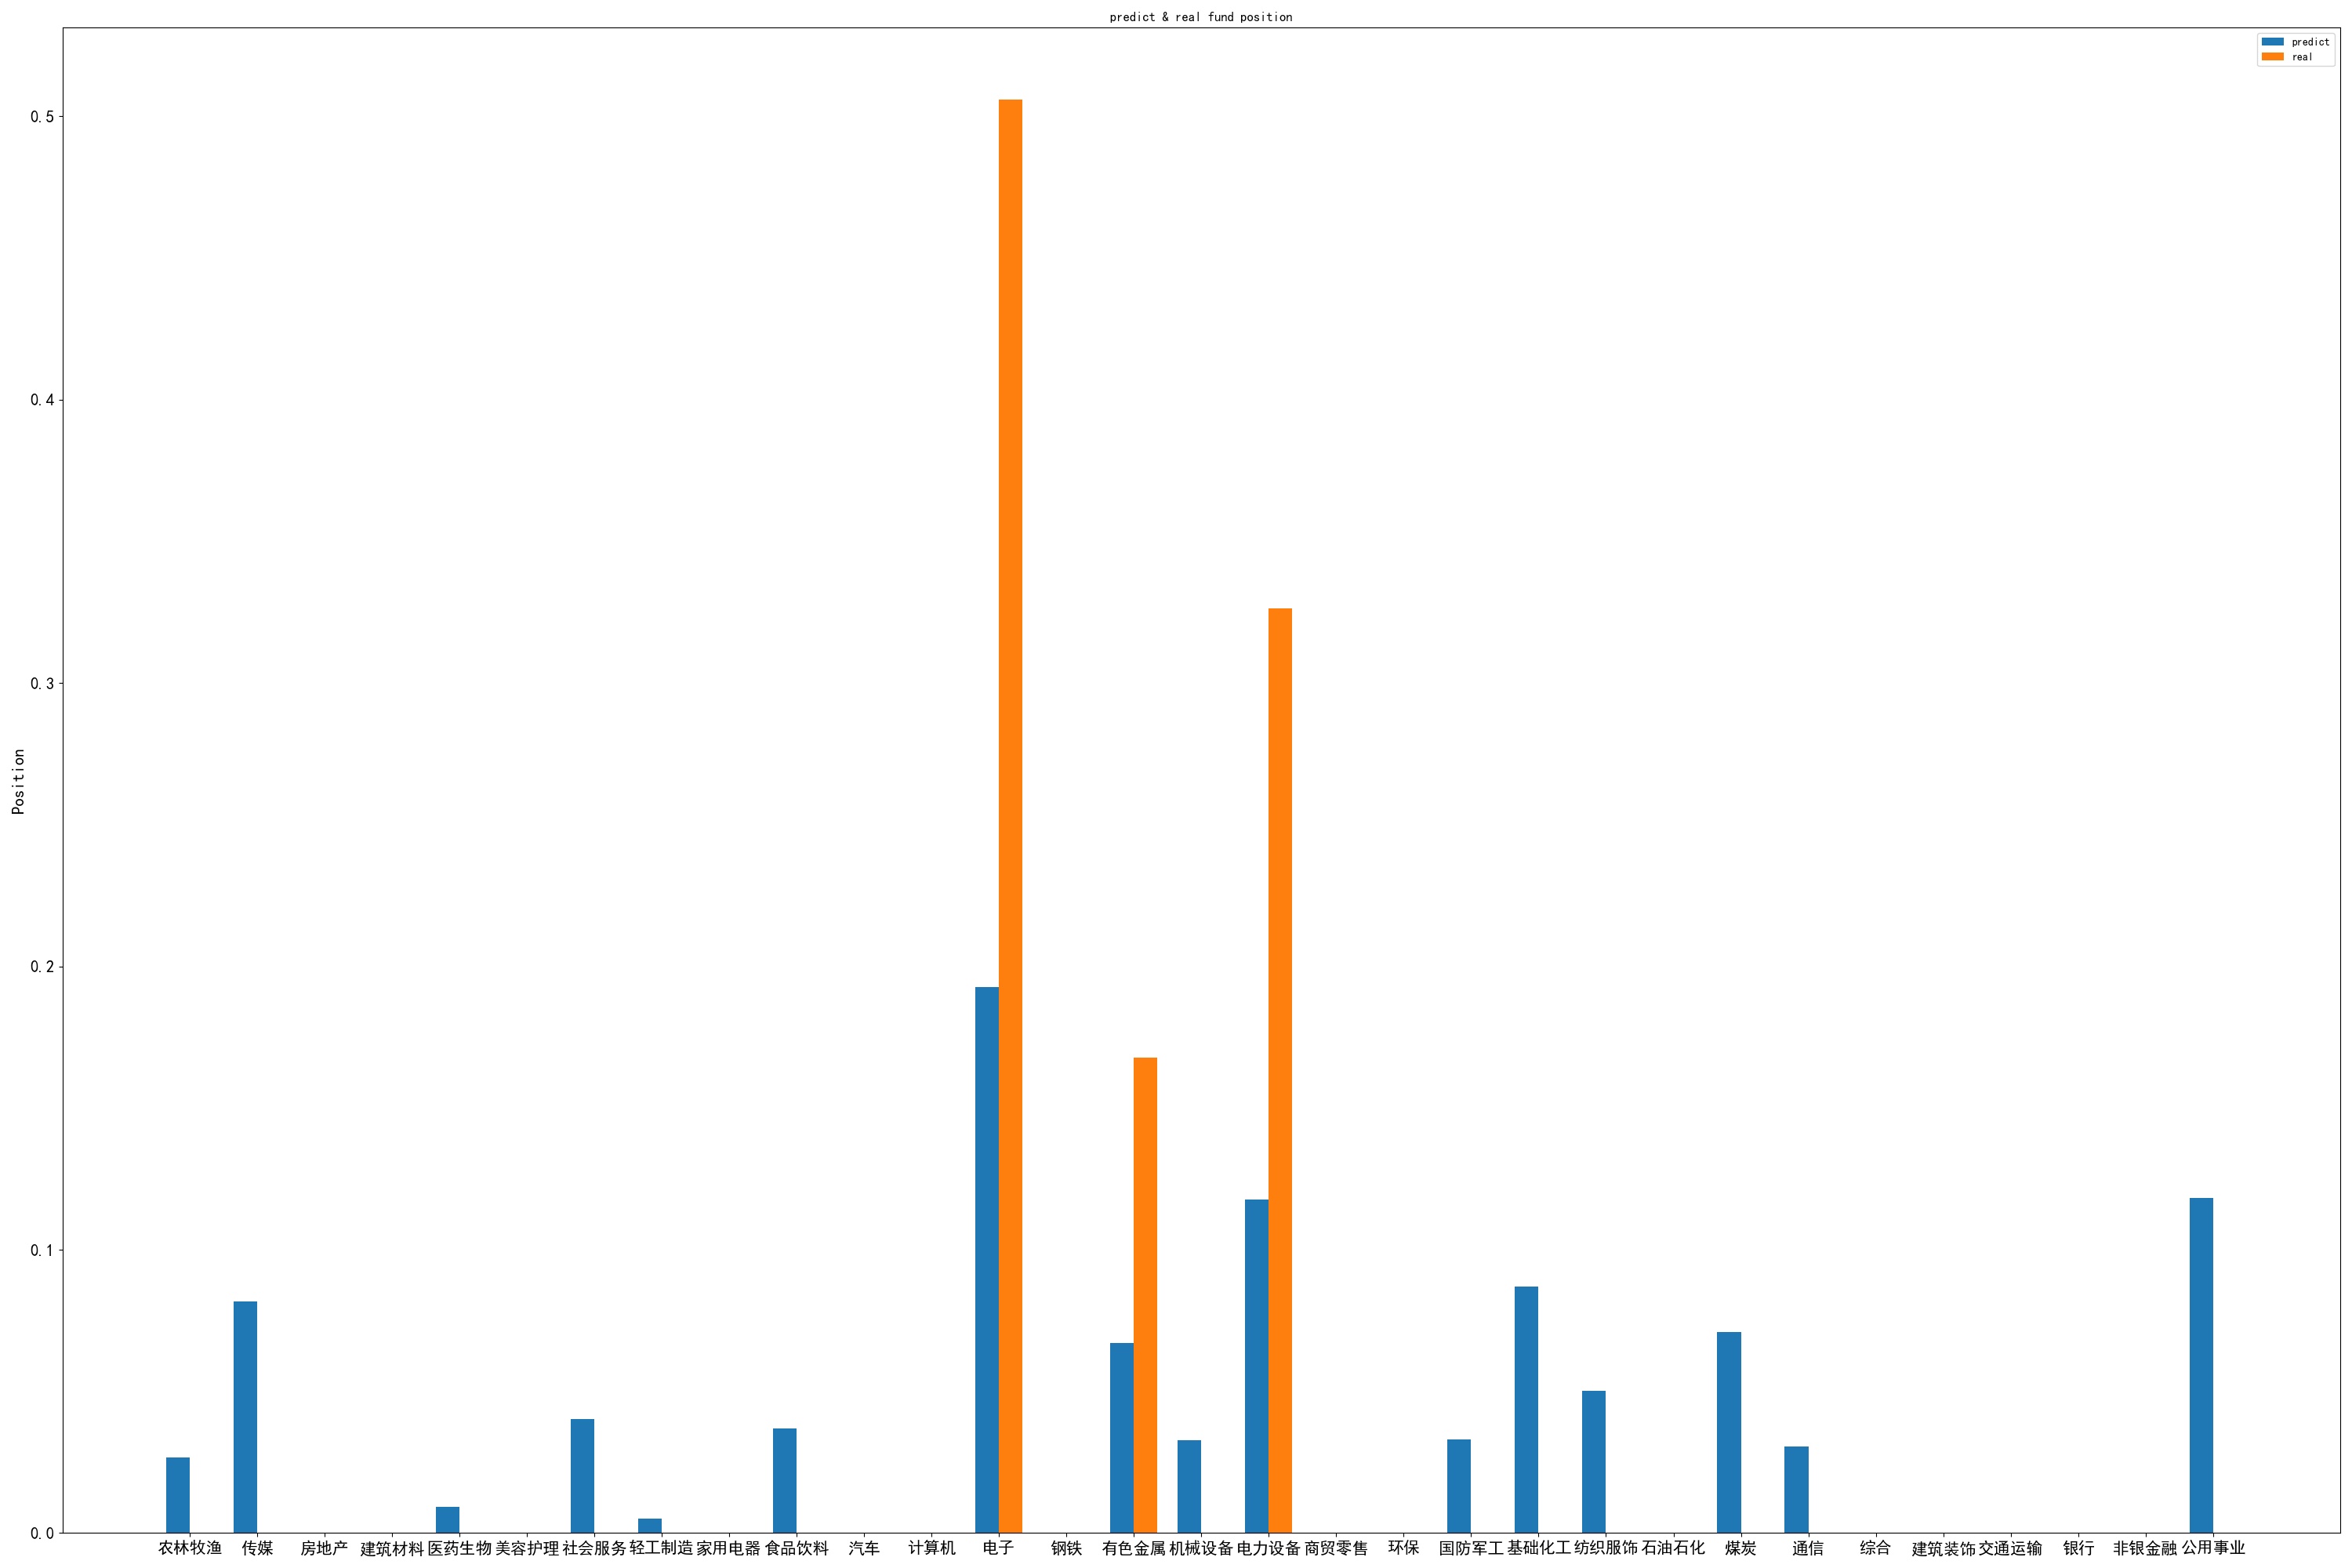 predict & real fund position
predict
real
Position
0.5
0.4
0.3
0.2
0.1
0.0
农林牧渔 传媒 房地产 建筑材料 医药生物 美容护理 社会服务 轻工制造 家用电器 食品饮料 汽车 计算机 电子 钢铁 有色金属 机械设备 电力设备 商贸零售 环保 国防军工 基础化工 纺织服饰 石油石化 煤炭 通信 综合 建筑装饰 交通运输 银行 非银金融 公用事业